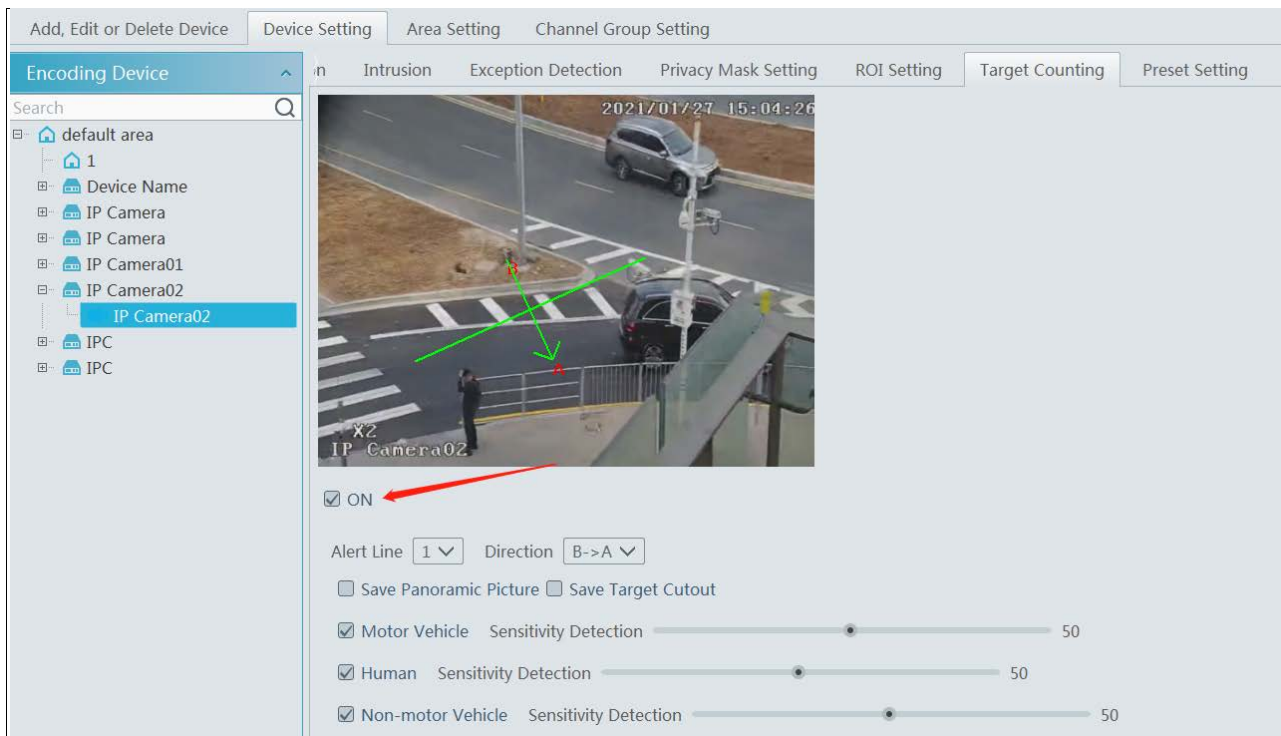 Add, Edit or Delete Device Device Setting Area Setting Channel Group Setting
Encoding Device
n Intrusion Exception Detection Privacy Mask Setting ROI Setting Target Counting Preset Setting
Search
default area
1
Device Name
IP Camera
IP Camera
IP Camera01
IP Camera02
IP Camera02
IPC
IPC
2021/01/27 15:04:26
B
A
X2
IP Camera02
ON
Alert Line 1 Direction B->A
Save Panoramic Picture Save Target Cutout
Motor Vehicle Sensitivity Detection 50
Human Sensitivity Detection 50
Non-motor Vehicle Sensitivity Detection 50